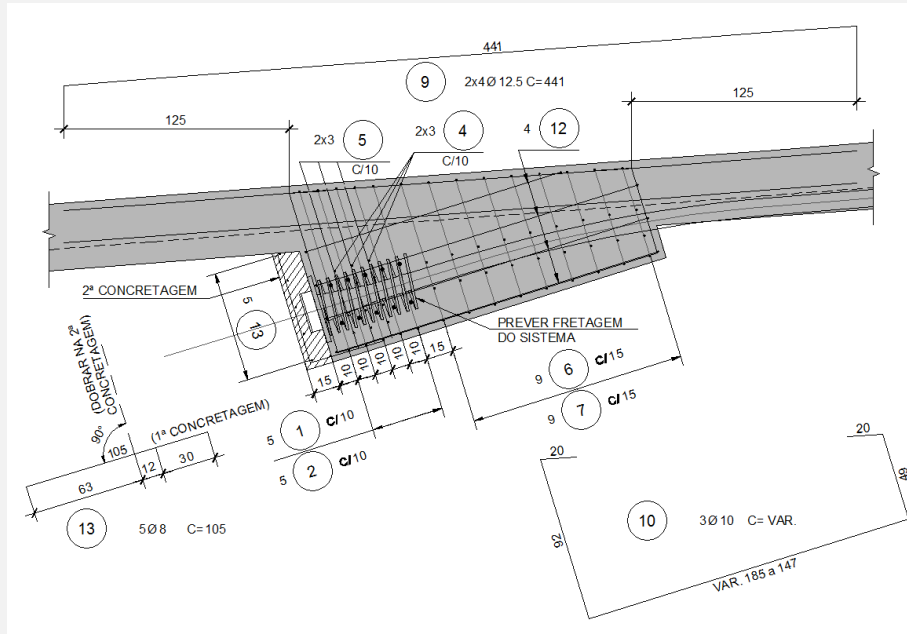 441
9 2x4Ø12.5 C=441
125
125
2x3 5
C/10
2x3 4
C/10
4 12
2ª CONCRETAGEM
5 13
PREVER FRETAGEM
DO SISTEMA
15 10 10 10 10 10 15
9 6 C/15
9 7 C/15
5 1 C/10
5 2 C/10
90° (DOBRAR NA 2ª
CONCRETAGEM)
(1ª CONCRETAGEM)
105
63 12 30
13 5Ø8 C=105
20
20
92
49
10 3Ø10 C=VAR.
VAR. 185 a 147